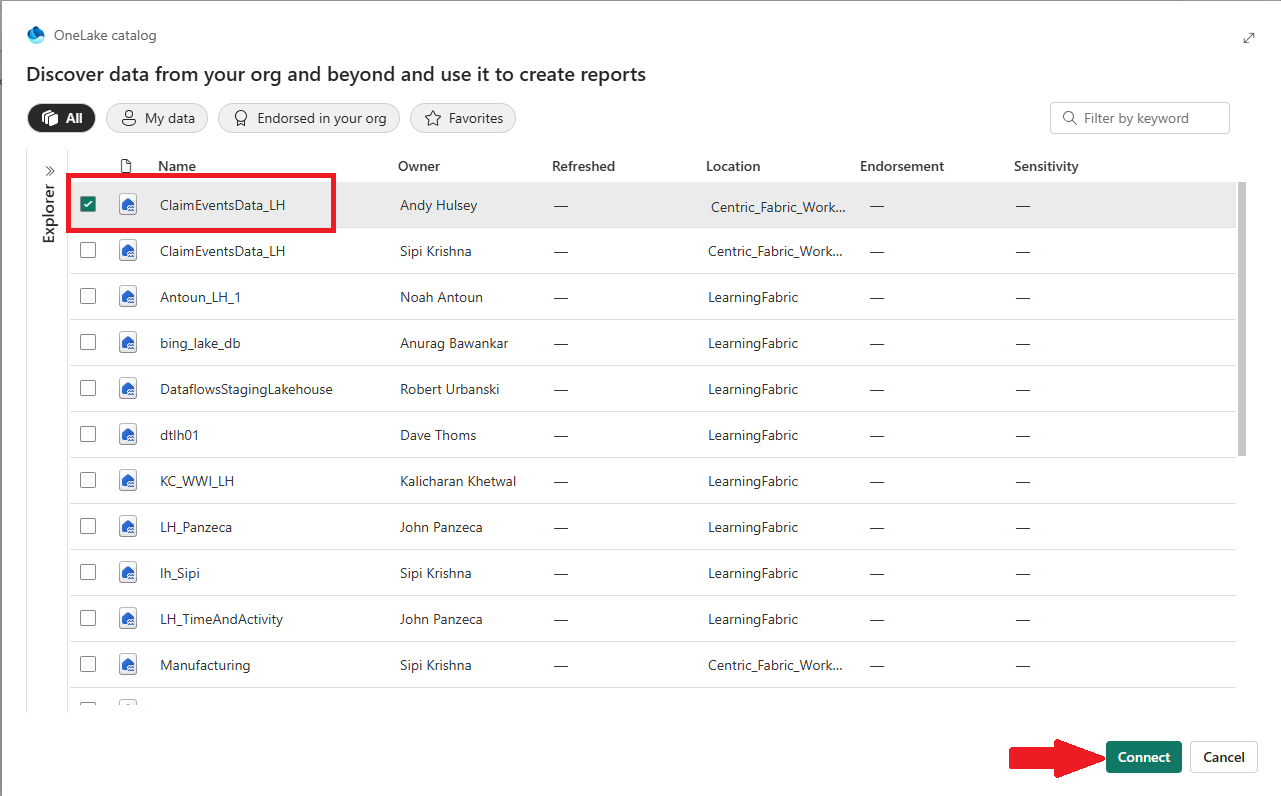 OneLake catalog
Discover data from your org and beyond and use it to create reports
All My data Endorsed in your org Favorites Filter by keyword
Explorer
Name Owner Refreshed Location Endorsement Sensitivity
ClaimEventsData_LH Andy Hulsey — Centric_Fabric_Work... — —
ClaimEventsData_LH Sipi Krishna — Centric_Fabric_Work... — —
Antoun_LH_1 Noah Antoun — LearningFabric — —
bing_lake_db Anurag Bawankar — LearningFabric — —
DataflowsStagingLakehouse Robert Urbanski — LearningFabric — —
dtlh01 Dave Thoms — LearningFabric — —
KC_WWI_LH Kalicharan Khetwal — LearningFabric — —
LH_Panzeca John Panzeca — LearningFabric — —
lh_Sipi Sipi Krishna — LearningFabric — —
LH_TimeAndActivity John Panzeca — LearningFabric — —
Manufacturing Sipi Krishna — Centric_Fabric_Work... — —
Connect Cancel